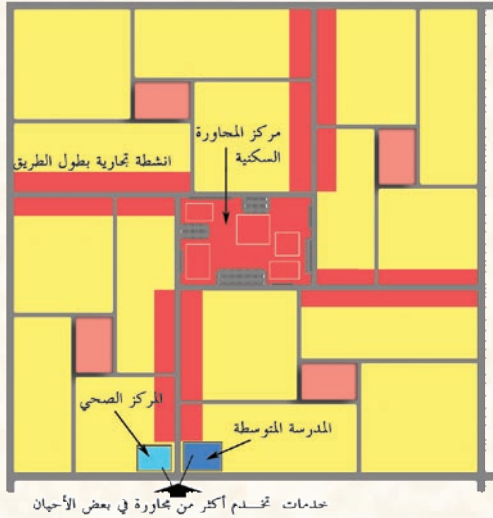 مركز المجاورة
السكنية
انشطة تجارية بطول الطريق
المركز الصحي
المدرسة المتوسطة
خدمات تخدم أكثر من مجاورة في بعض الأحيان